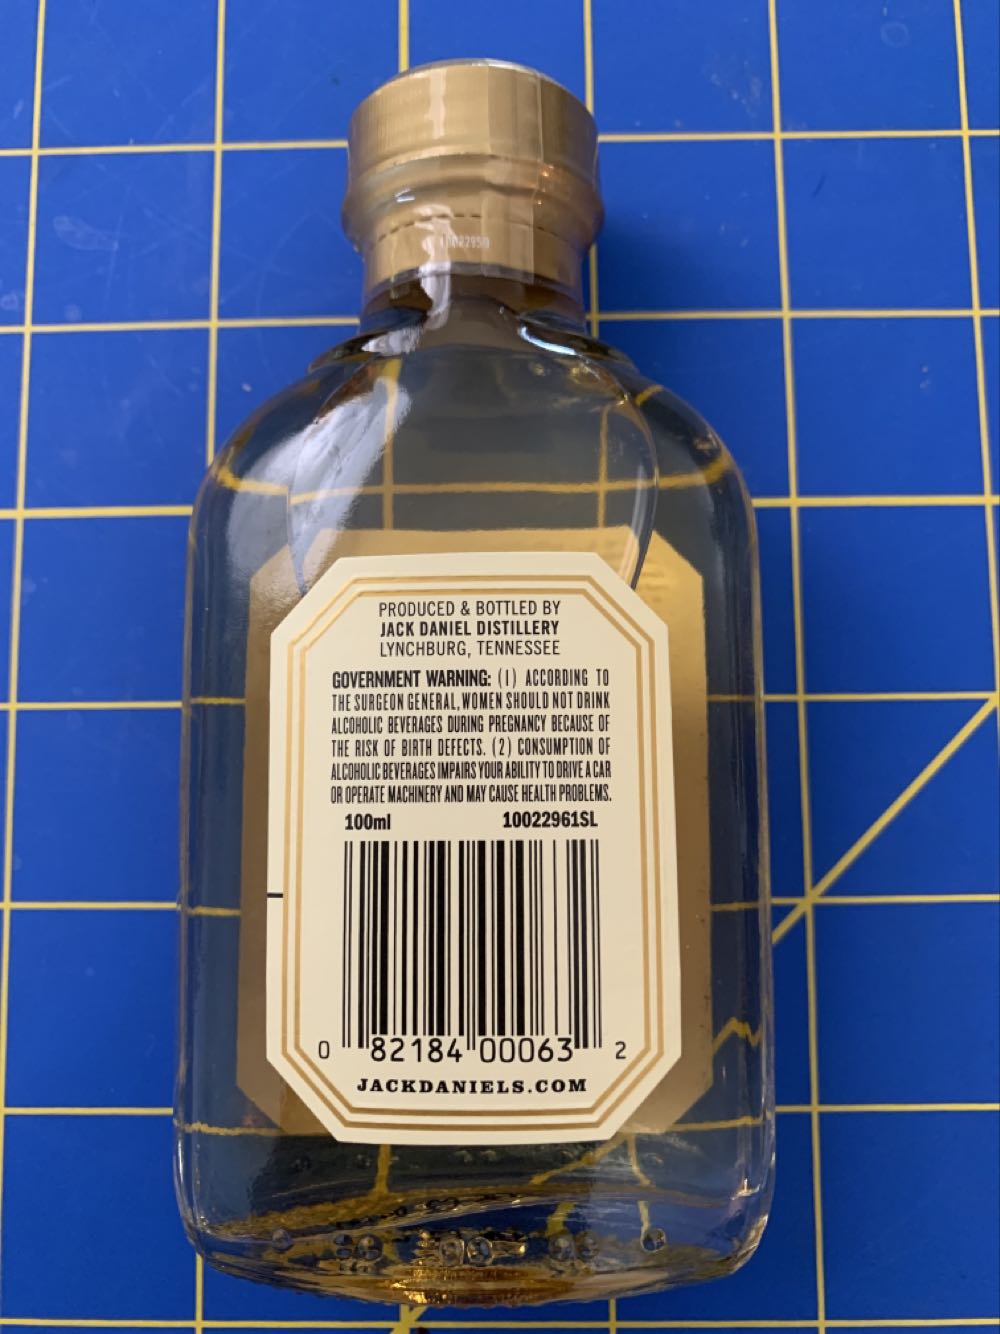 PRODUCED & BOTTLED BY
JACK DANIEL DISTILLERY
LYNCHBURG, TENNESSEE
GOVERNMENT WARNING: (1) ACCORDING TO
THE SURGEON GENERAL, WOMEN SHOULD NOT DRINK
ALCOHOLIC BEVERAGES DURING PREGNANCY BECAUSE OF
THE RISK OF BIRTH DEFECTS. (2) CONSUMPTION OF
ALCOHOLIC BEVERAGES IMPAIRS YOUR ABILITY TO DRIVE A CAR
OR OPERATE MACHINERY AND MAY CAUSE HEALTH PROBLEMS.
100ml 10022961SL
0 82184 00063 2
JACKDANIELS.COM